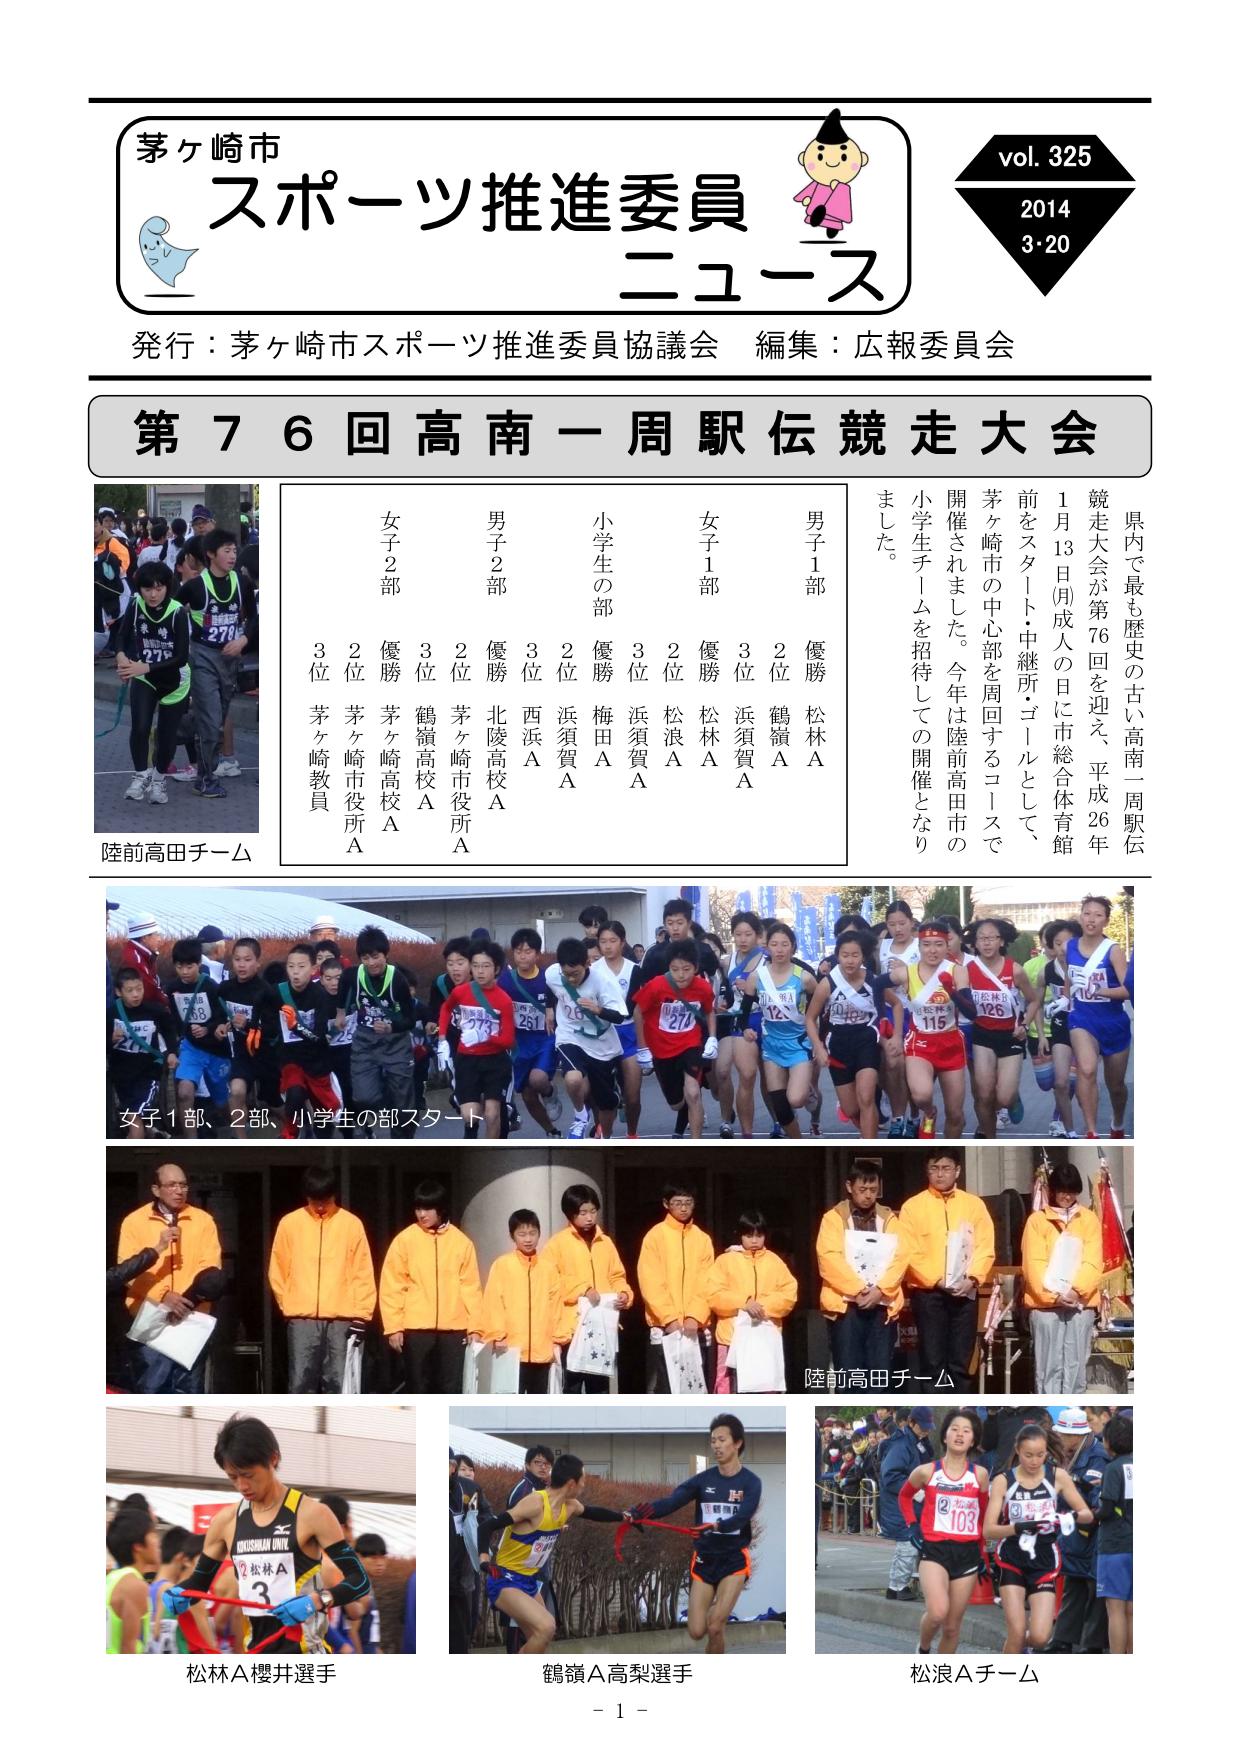 茅ヶ崎市
スポーツ推進委員
ニュース
vol. 325
2014
3・20
発行：茅ヶ崎市スポーツ推進委員協議会　編集：広報委員会
第７６回高南一周駅伝競走大会
県内で最も歴史の古い高南一周駅伝
競走大会が第76回を迎え、平成26年
１月13日㈪成人の日に市総合体育館
前をスタート・中継所・ゴールとして、
茅ヶ崎市の中心部を周回するコースで
開催されました。今年は陸前高田市の
小学生チームを招待しての開催となり
ました。
男子１部　優勝　松林Ａ
２位　鶴嶺Ａ
３位　浜須賀Ａ
女子１部　優勝　松林Ａ
２位　松浪Ａ
３位　浜須賀Ａ
小学生の部　優勝　梅田Ａ
２位　浜須賀Ａ
３位　西浜Ａ
男子２部　優勝　北陵高校Ａ
２位　茅ヶ崎市役所Ａ
３位　鶴嶺高校Ａ
女子２部　優勝　茅ヶ崎高校Ａ
２位　茅ヶ崎市役所Ａ
３位　茅ヶ崎教員
278
陸前高田チーム
273
261
271
115
126
女子１部、２部、小学生の部スタート
陸前高田チーム
KOKUSHIKAN UNIV.
②松林A
3
② 松浪
103
松林Ａ櫻井選手
鶴嶺Ａ高梨選手
松浪Ａチーム
- 1 -